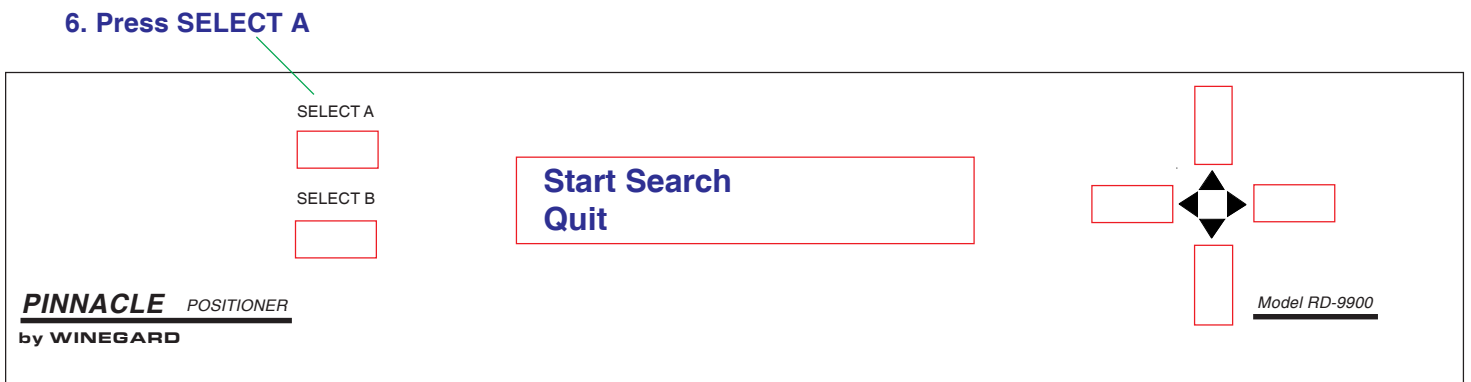 6. Press SELECT A
SELECT A
SELECT B
Start Search
Quit
PINNACLE POSITIONER
by WINEGARD
Model RD-9900